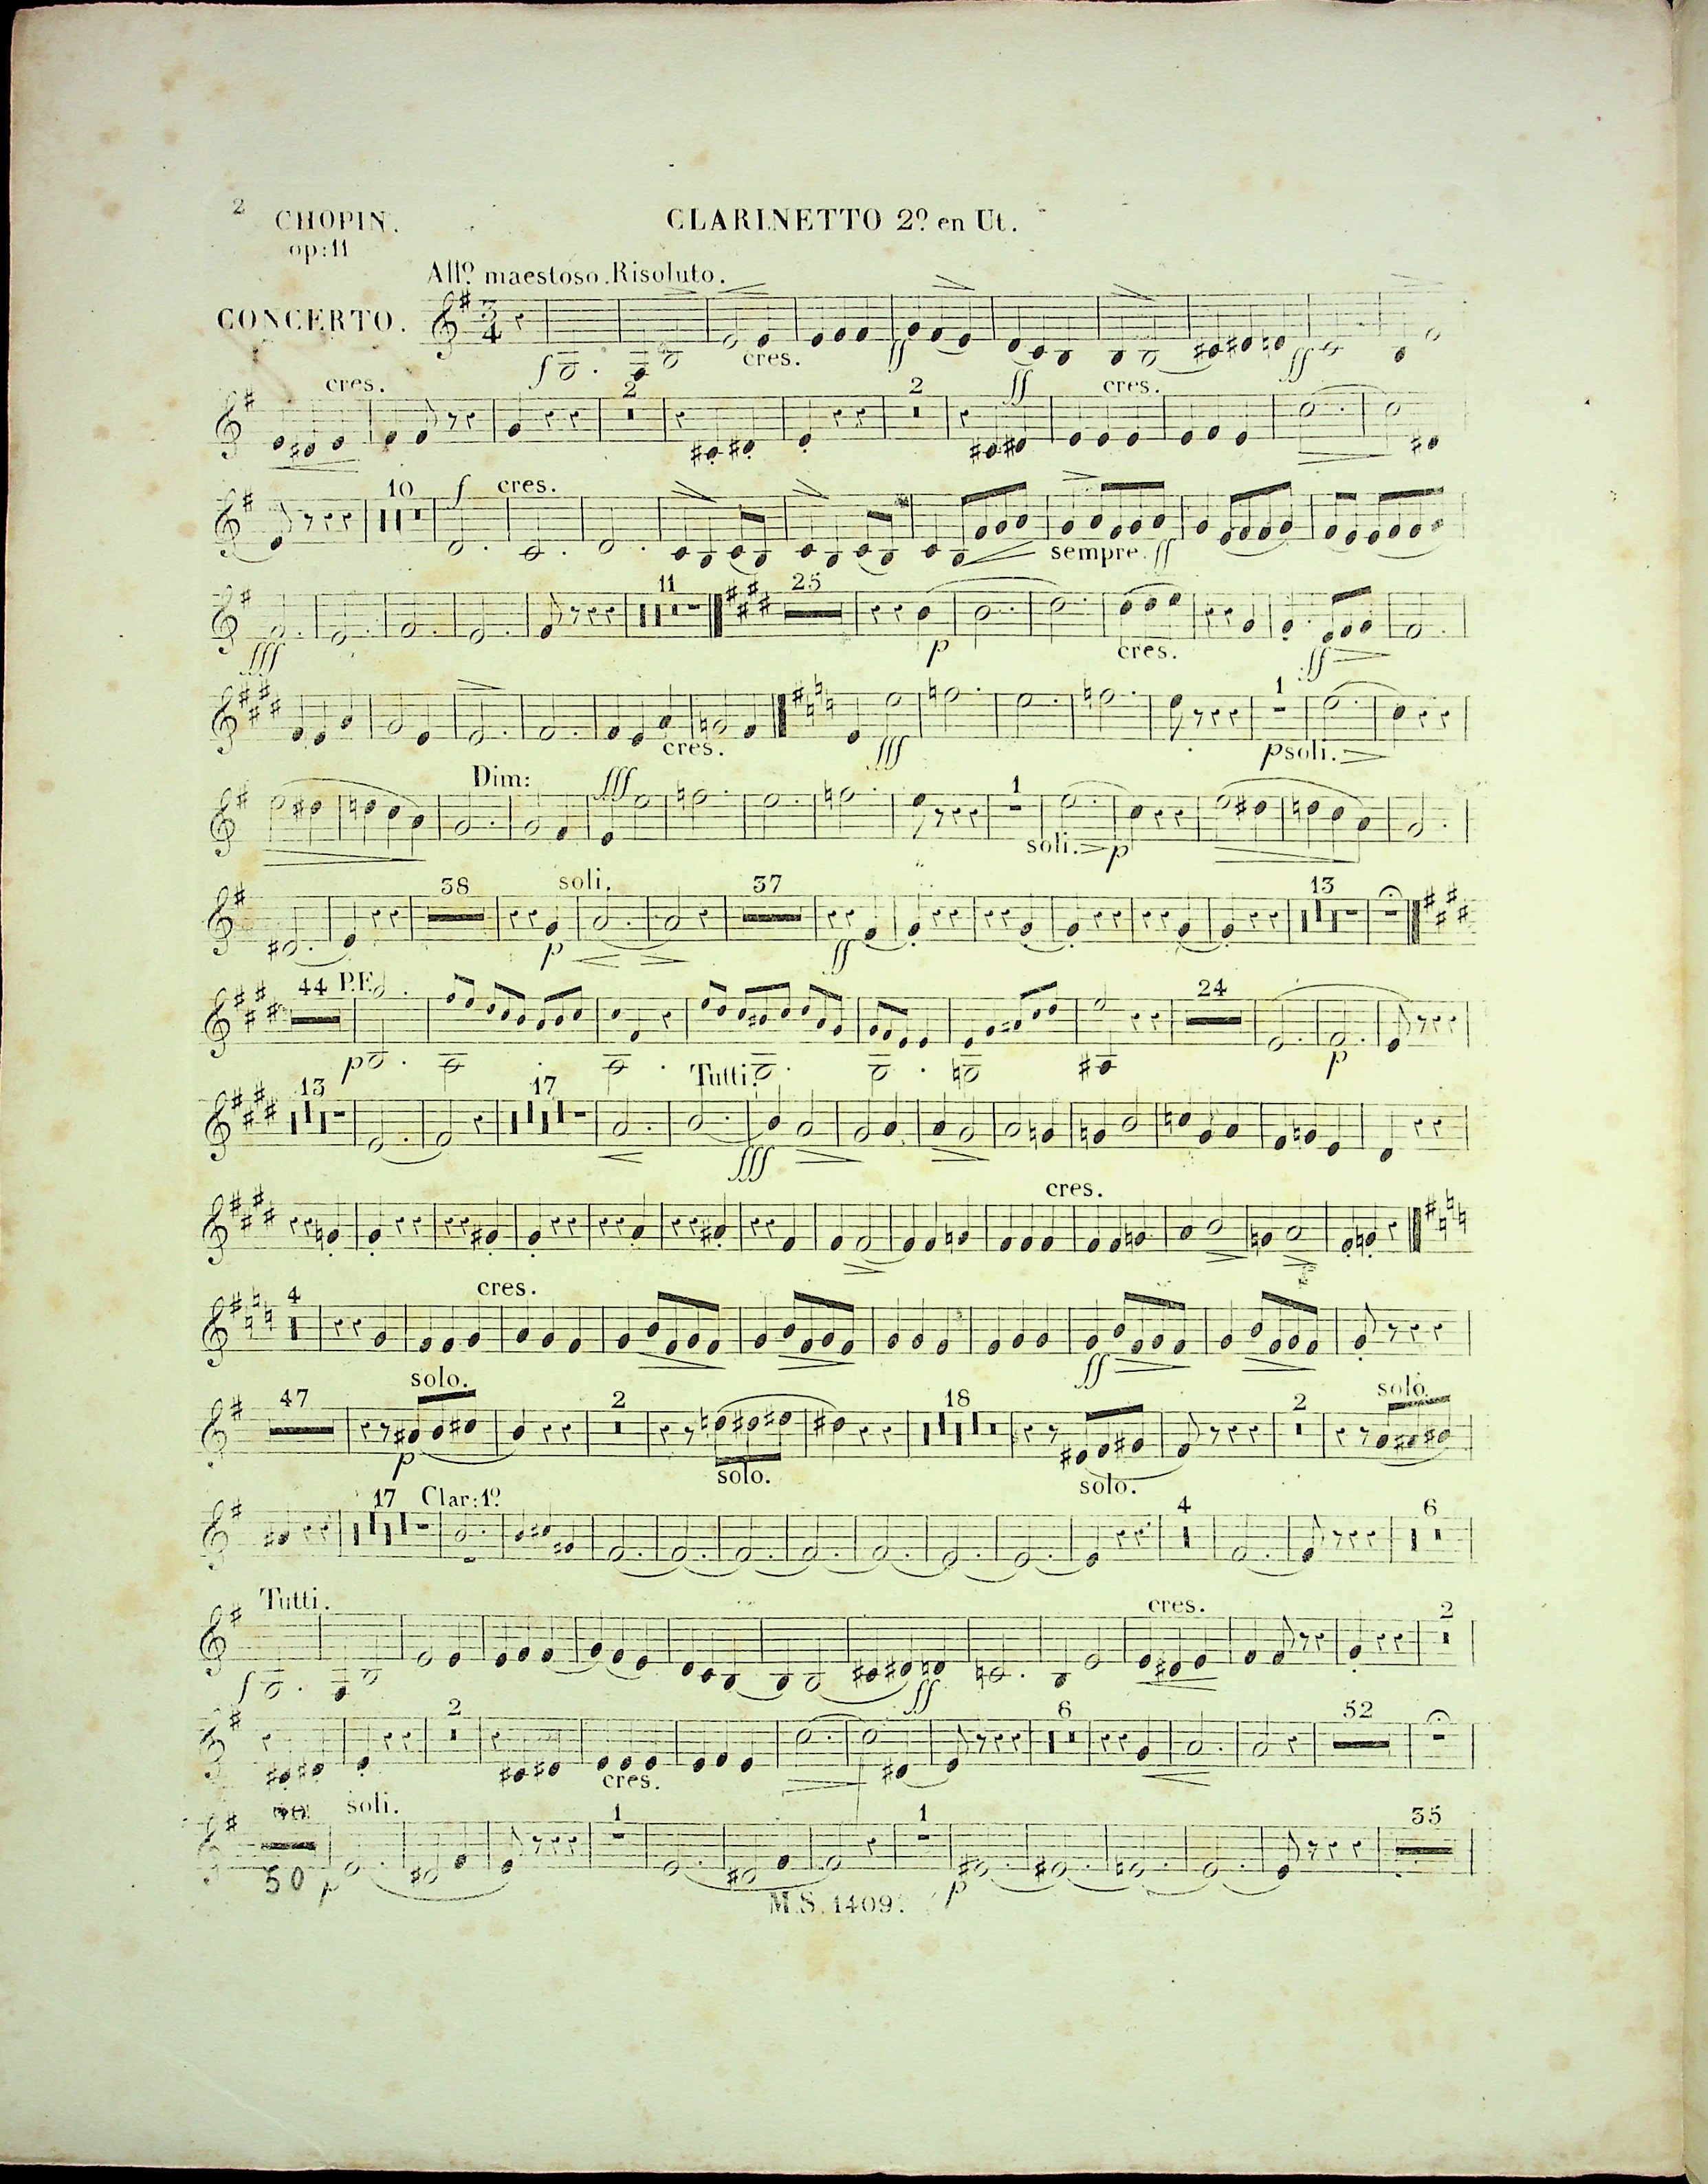 2
CHOPIN.
op:11
CLARINETTO 2º en Ut.
Allº maestoso. Risoluto.
CONCERTO.
3
4
f cres. ff ff
cres. 2 2 ff cres.
10 f cres. sempre ff
fff 11 25 p cres. ff
cres. fff 1 p soli.
Dim: fff 1 soli. p
38 soli. p 37 ff 13
44 P.F. p 24 p
13 17 Tutti. fff
cres.
4 cres. ff
47 solo. p 2 solo. 18 solo. 2 solo.
17 Clar: 1º 4 6
Tutti. f ff cres. 2
2 cres. 6 52
soli. 1 1 35
50 p p
M.S. 1409.